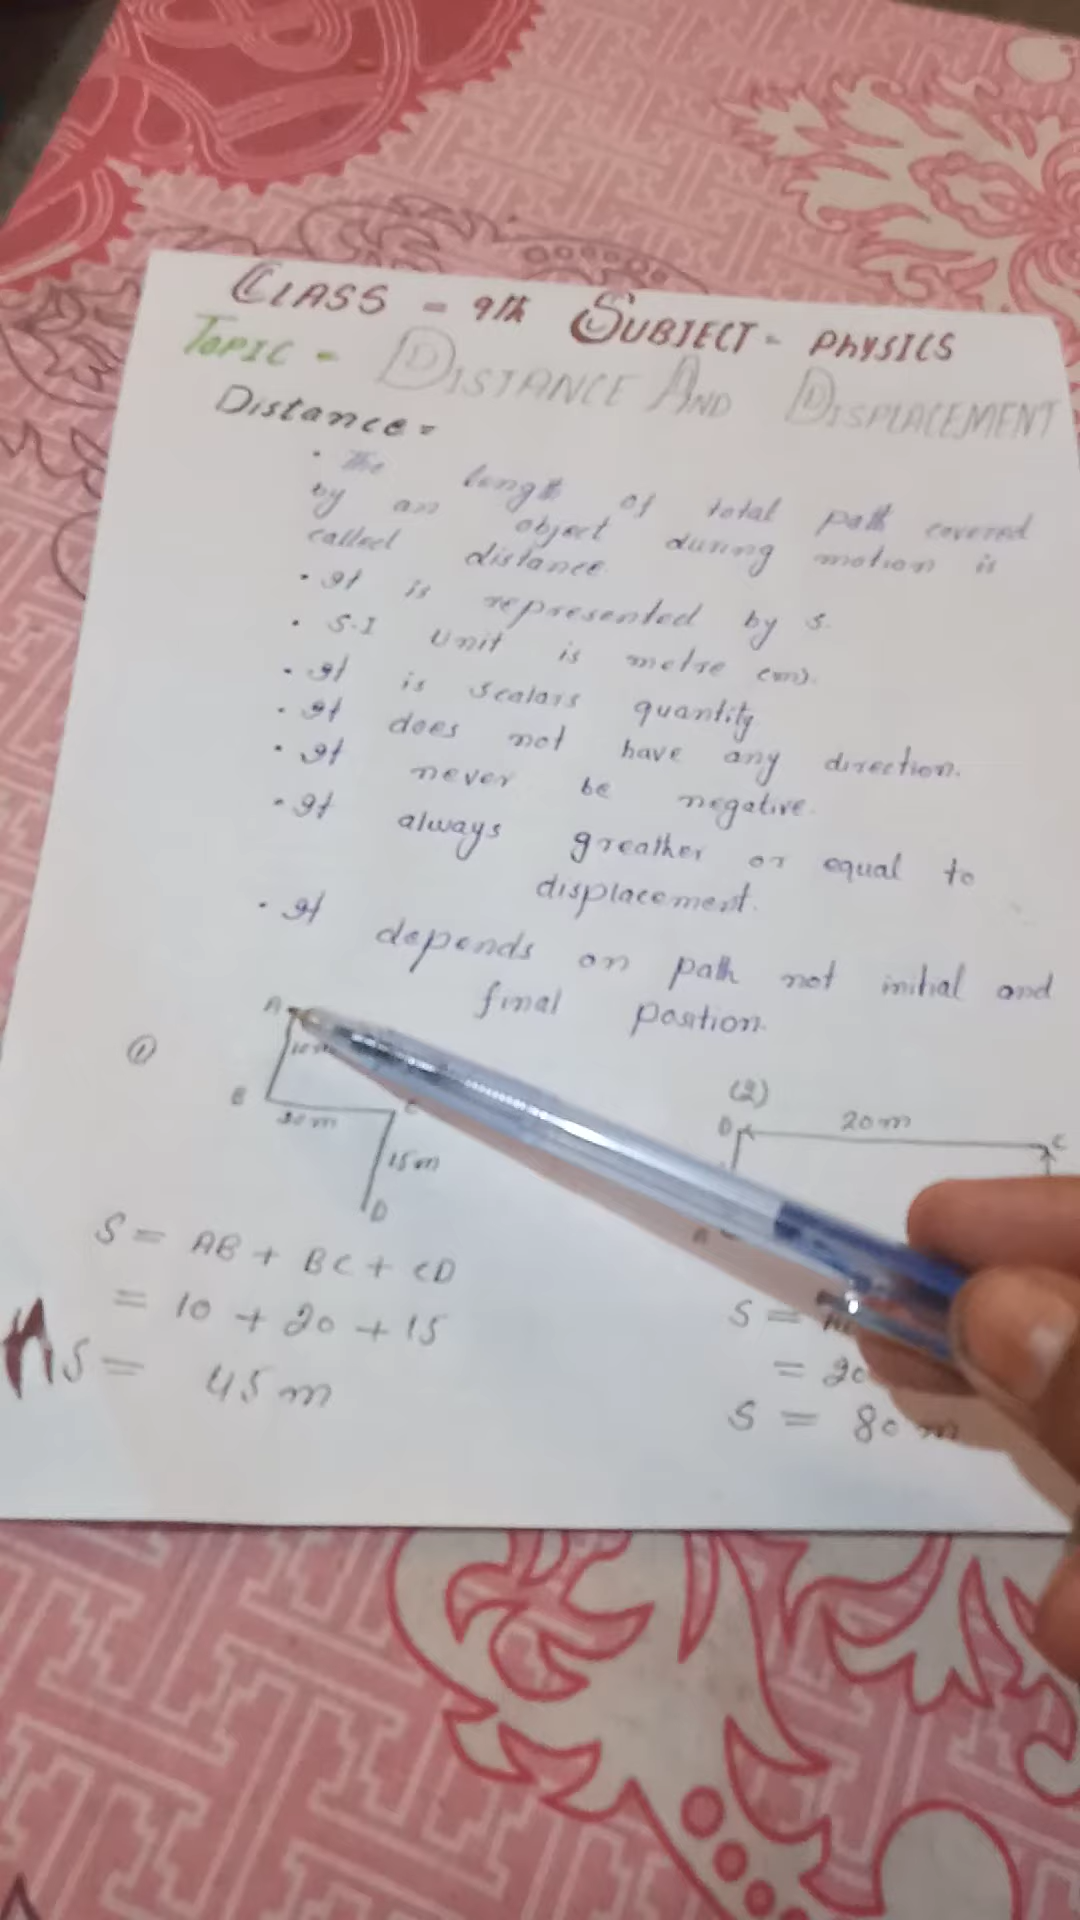 CLASS = 9th SUBJECT = PHYSICS
TOPIC = DISTANCE AND DISPLACEMENT
Distance =
• The length of total path covered
by an object during motion is
called distance.
• It is represented by s.
• S.I Unit is metre (m).
• It is scalars quantity
• It does not have any direction.
• It never be negative.
• It always greather or equal to
displacement.
• It depends on path not initial and
final position.
① A
10m
B C
20m
15m
D
S = AB + BC + CD
= 10 + 20 + 15
S = 45 m
(2)
D 20m C
A
S =
= 20
S = 80 m